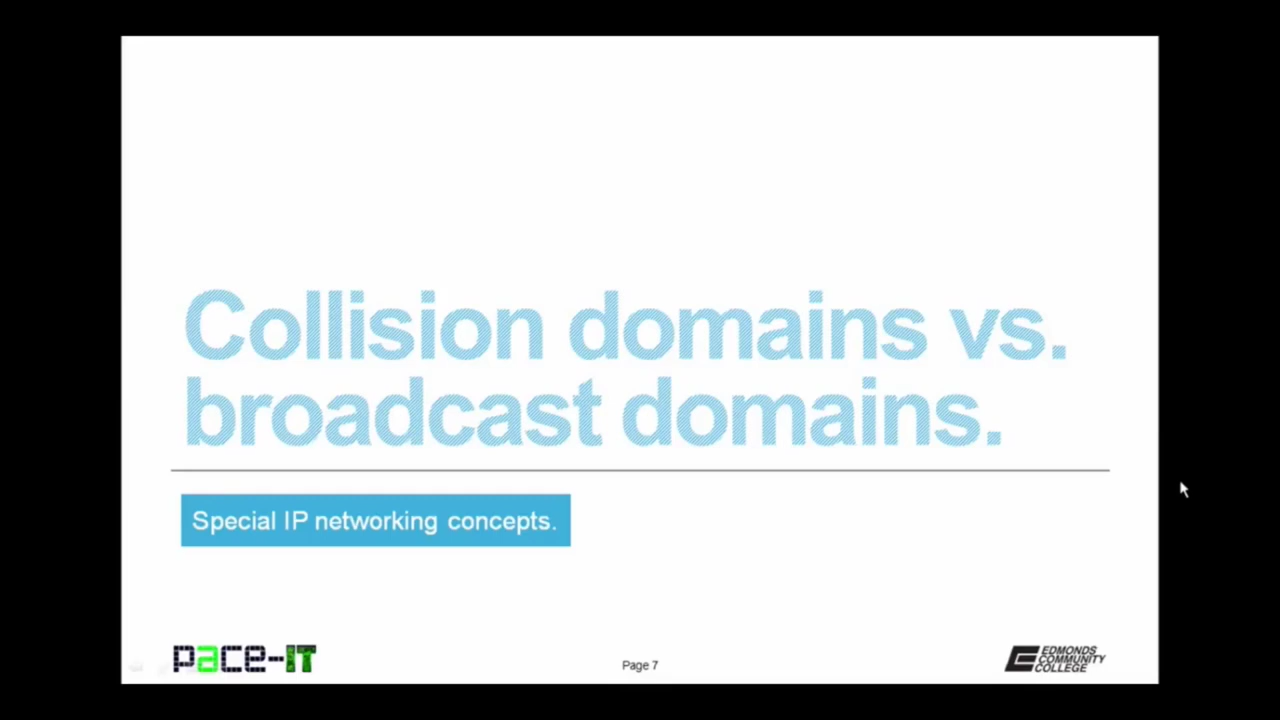 Collision domains vs.
broadcast domains.
Special IP networking concepts.
pace-IT
Page 7
EDMONDS
COMMUNITY
COLLEGE